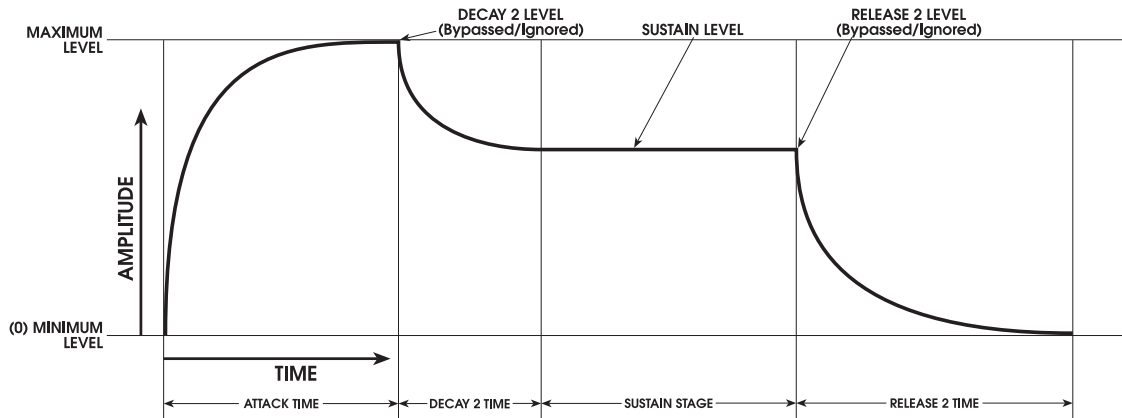 DECAY 2 LEVEL
(Bypassed/Ignored)
RELEASE 2 LEVEL
(Bypassed/Ignored)
MAXIMUM
LEVEL
SUSTAIN LEVEL
AMPLITUDE
(0) MINIMUM
LEVEL
TIME
ATTACK TIME
DECAY 2 TIME
SUSTAIN STAGE
RELEASE 2 TIME